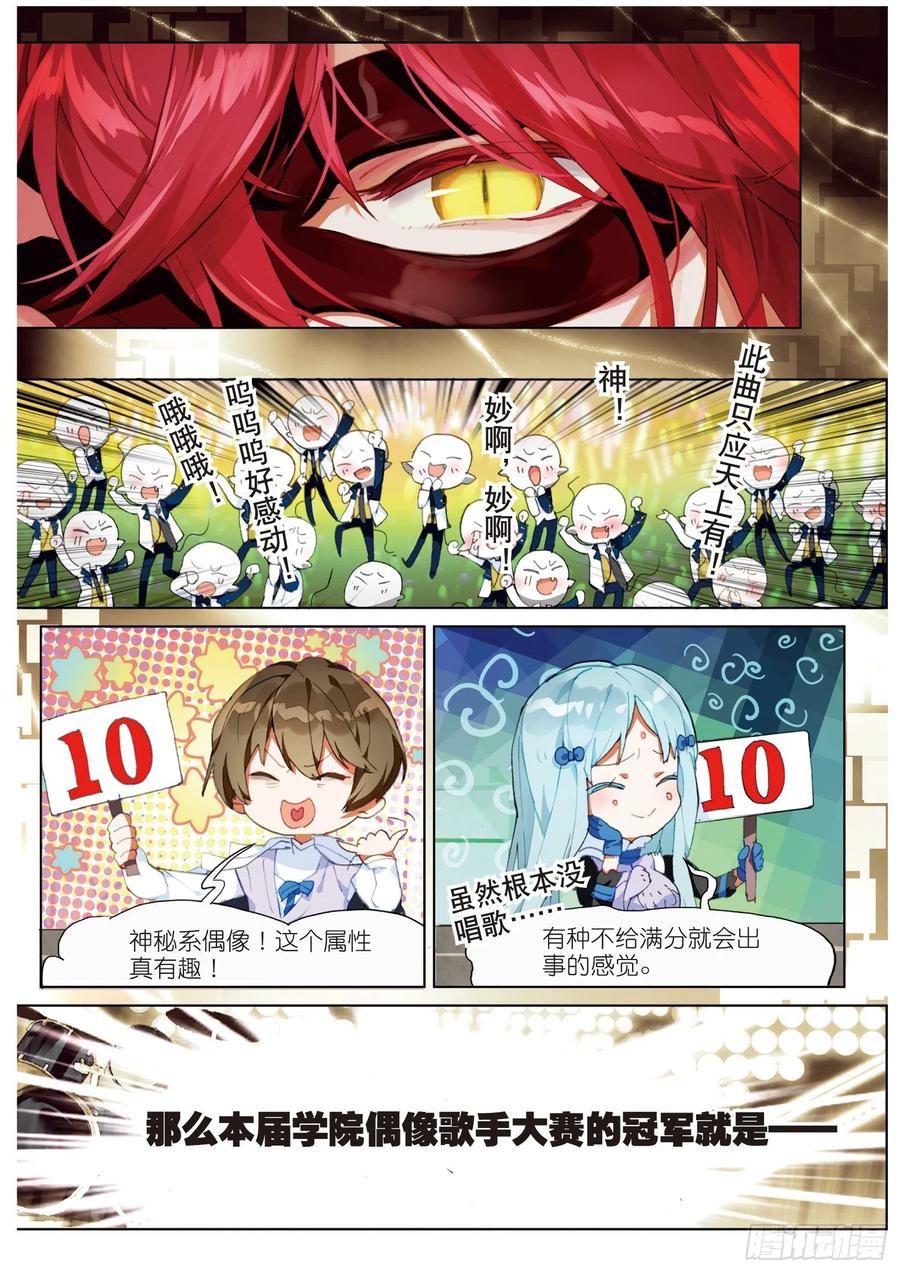 此曲只应天上有！
神！
妙啊，妙啊！
呜呜呜好感动！
哦哦哦！
10
神秘系偶像！这个属性
真有趣！
10
虽然根本没
唱歌……
有种不给满分就会出
事的感觉。
那么本届学院偶像歌手大赛的冠军就是——
腾讯动漫